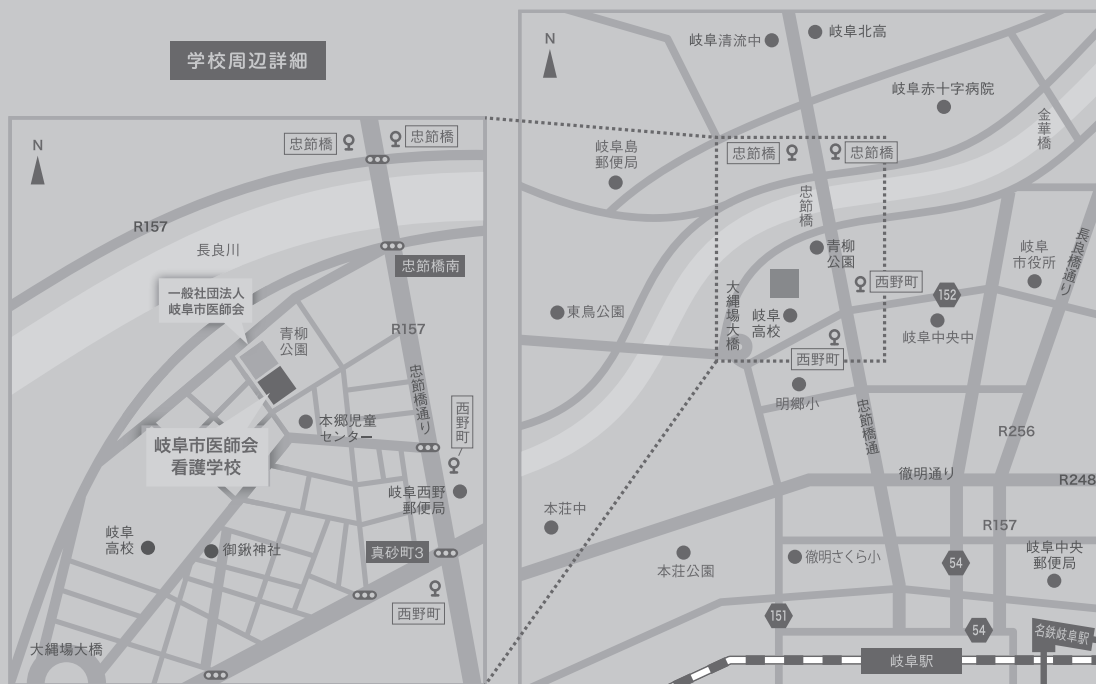 学校周辺詳細
N
忠節橋
忠節橋
R157
長良川
忠節橋南
一般社団法人
岐阜市医師会
青柳
公園
R157
忠節橋通り
西野町
本郷児童
センター
岐阜市医師会
看護学校
岐阜西野
郵便局
岐阜
高校
御鍬神社
真砂町3
西野町
大縄場大橋
N
岐阜清流中
岐阜北高
岐阜赤十字病院
金華橋
岐阜島
郵便局
忠節橋
忠節橋
忠節橋
青柳
公園
岐阜
市役所
長良橋通り
西野町
152
大縄場大橋
東島公園
岐阜
高校
岐阜中央中
西野町
明郷小
忠節橋通
R256
徹明通り
R248
本荘中
R157
本荘公園
徹明さくら小
54
岐阜中央
郵便局
151
54
名鉄岐阜駅
岐阜駅